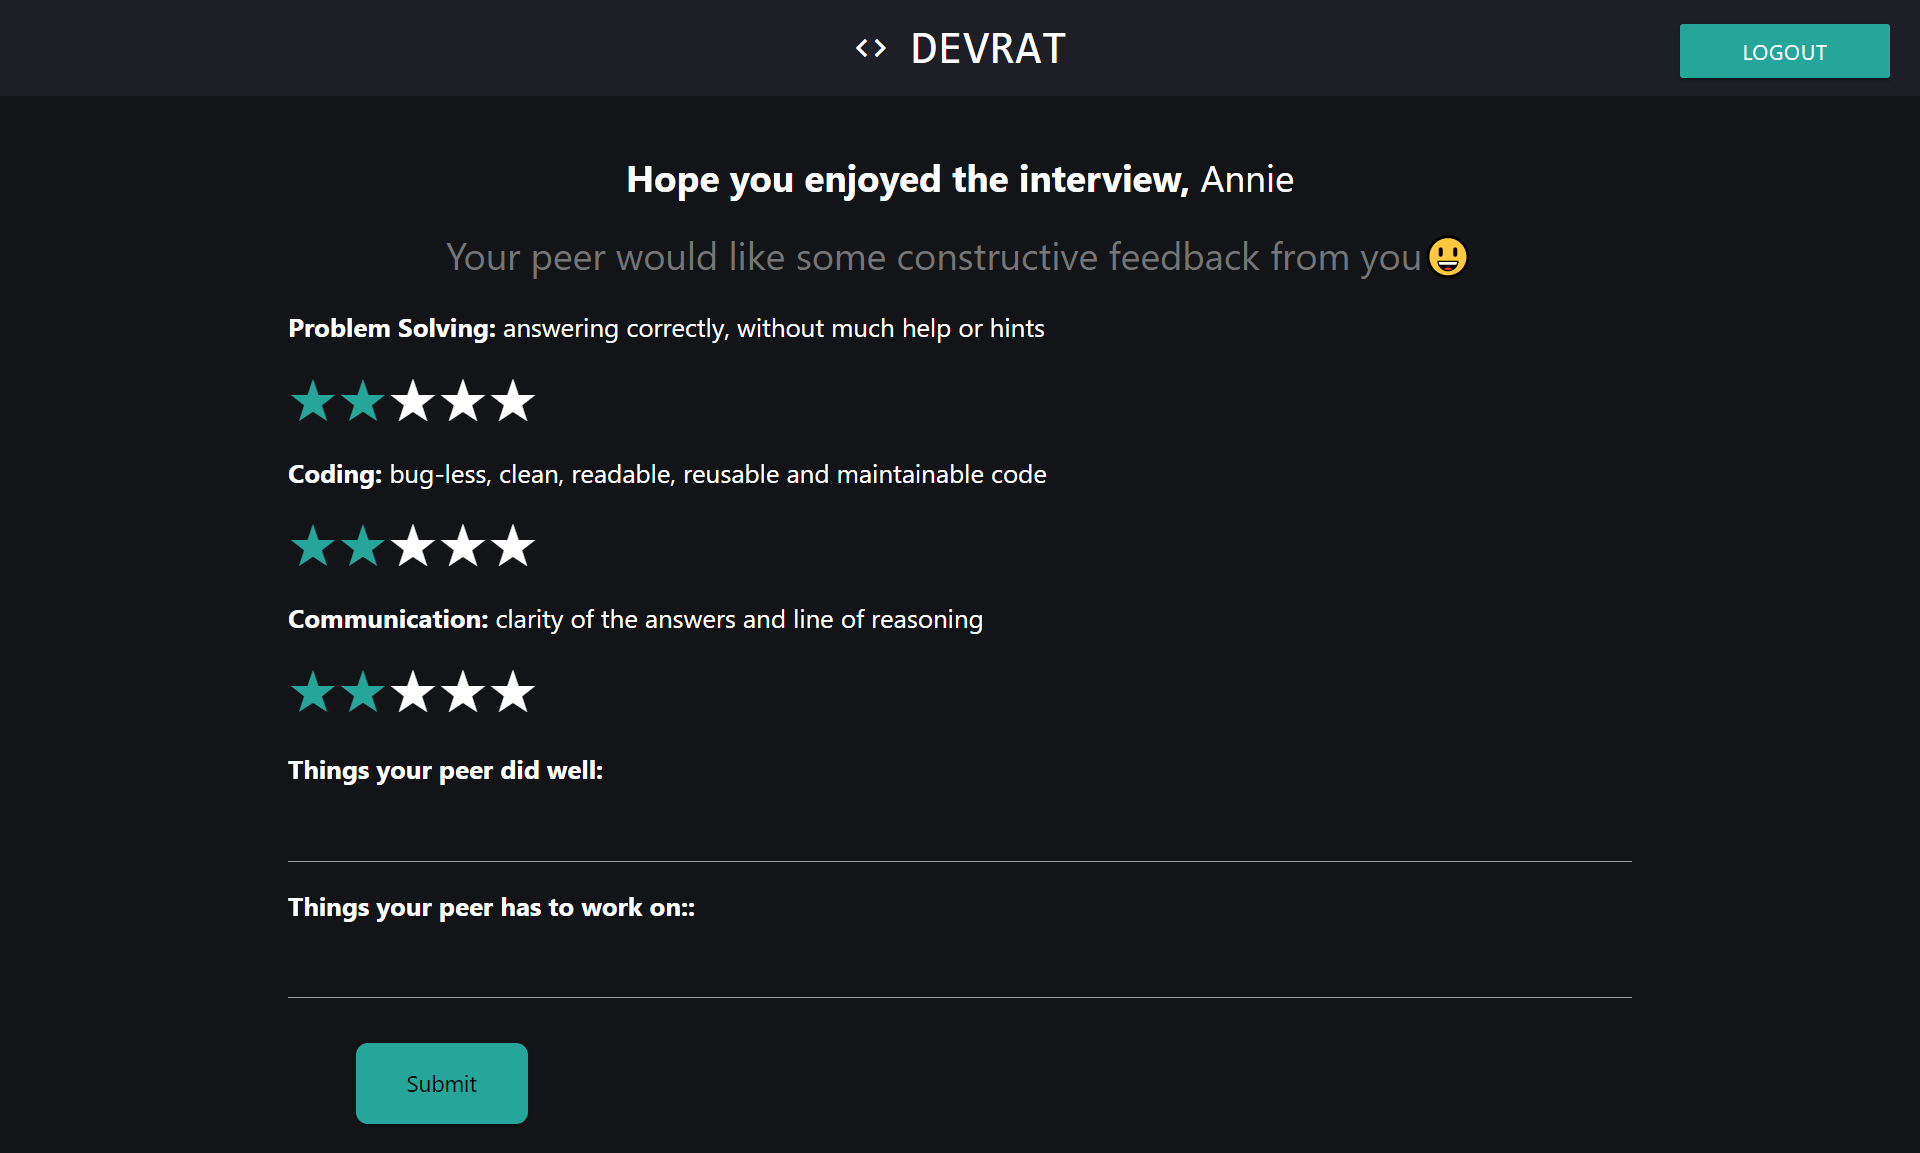 <> DEVRAT
LOGOUT
Hope you enjoyed the interview, Annie
Your peer would like some constructive feedback from you😃
Problem Solving: answering correctly, without much help or hints
Coding: bug-less, clean, readable, reusable and maintainable code
Communication: clarity of the answers and line of reasoning
Things your peer did well:
Things your peer has to work on::
Submit